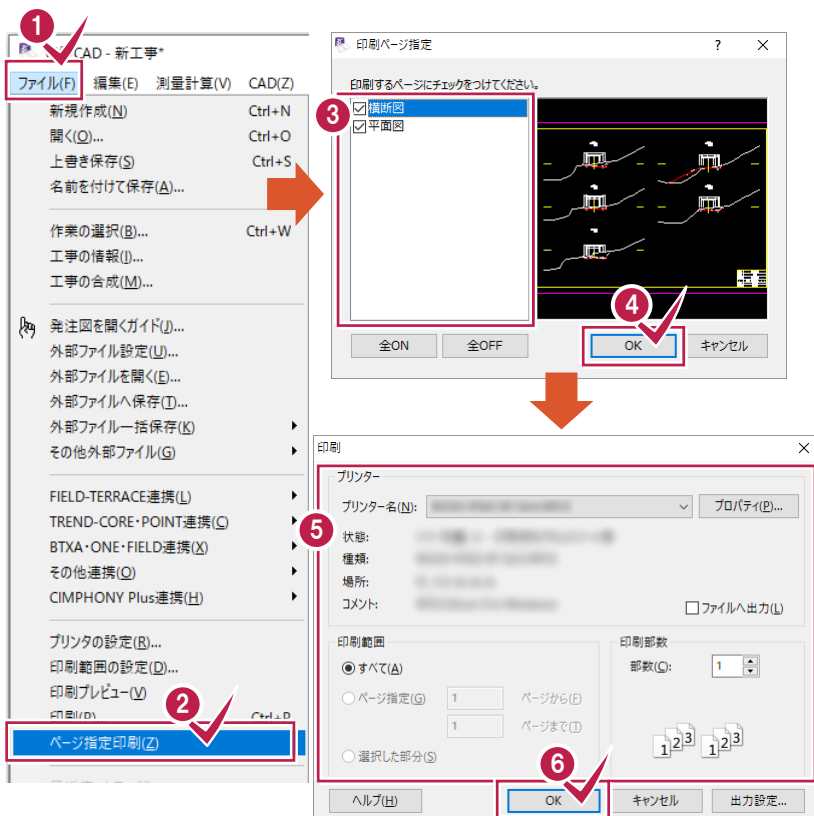 1
CAD - 新工事*
ファイル(F) 編集(E) 測量計算(V) CAD(Z)
新規作成(N) Ctrl+N
開く(O)... Ctrl+O
上書き保存(S) Ctrl+S
名前を付けて保存(A)...
作業の選択(B)... Ctrl+W
工事の情報(I)...
工事の合成(M)...
発注図を開くガイド(J)...
外部ファイル設定(U)...
外部ファイルを開く(E)...
外部ファイルへ保存(T)...
外部ファイル一括保存(K)
その他外部ファイル(G)
FIELD-TERRACE連携(L)
TREND-CORE・POINT連携(C)
BTXA・ONE・FIELD連携(X)
その他連携(O)
CIMPHONY Plus連携(H)
プリンタの設定(R)...
印刷範囲の設定(D)...
印刷プレビュー(V)
印刷(P)... Ctrl+P
2
ページ指定印刷(Z)
印刷ページ指定 ? ×
印刷するページにチェックをつけてください。
3
横断図
平面図
4
全ON 全OFF OK キャンセル
印刷 ×
5
プリンター
プリンター名(N): プロパティ(P)...
状態:
種類:
場所:
コメント: ファイルへ出力(L)
印刷範囲
すべて(A)
ページ指定(G) 1 ページから(F)
1 ページまで(T)
選択した部分(S)
印刷部数
部数(C): 1
1 2 3 1 2 3
6
ヘルプ(H) OK キャンセル 出力設定...